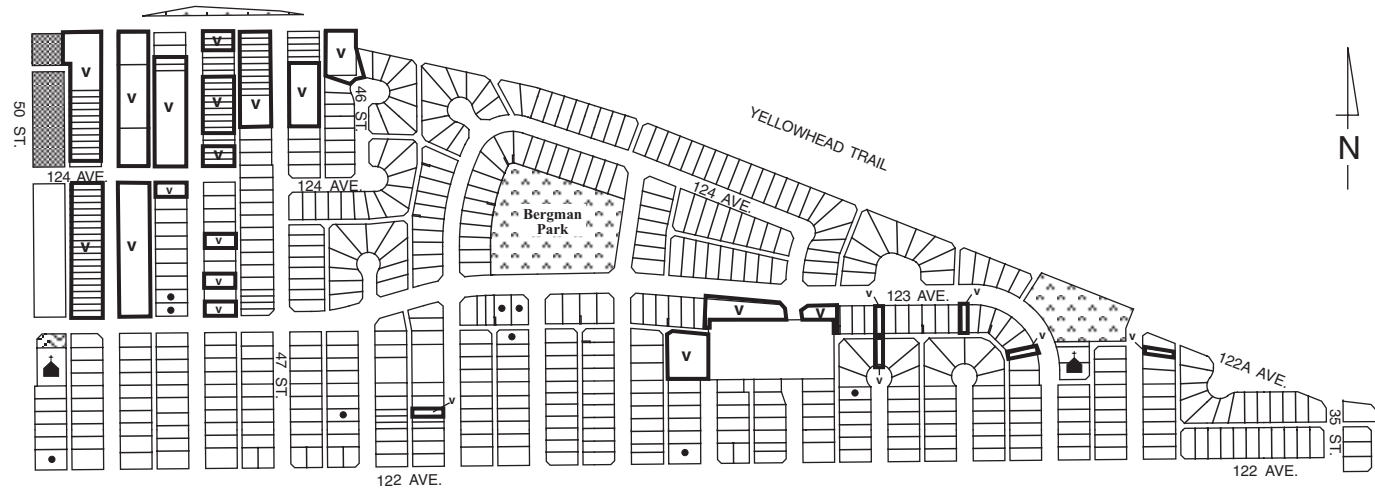 V
V
V
V
V
V
V
V
V
50 ST.
46 ST.
YELLOWHEAD TRAIL
N
124 AVE.
124 AVE.
124 AVE.
V
V
V
Bergman
Park
V
V
V
123 AVE.
V
V
V
V
V
V
V
V
47 ST.
V
122A AVE.
35 ST.
122 AVE.
122 AVE.